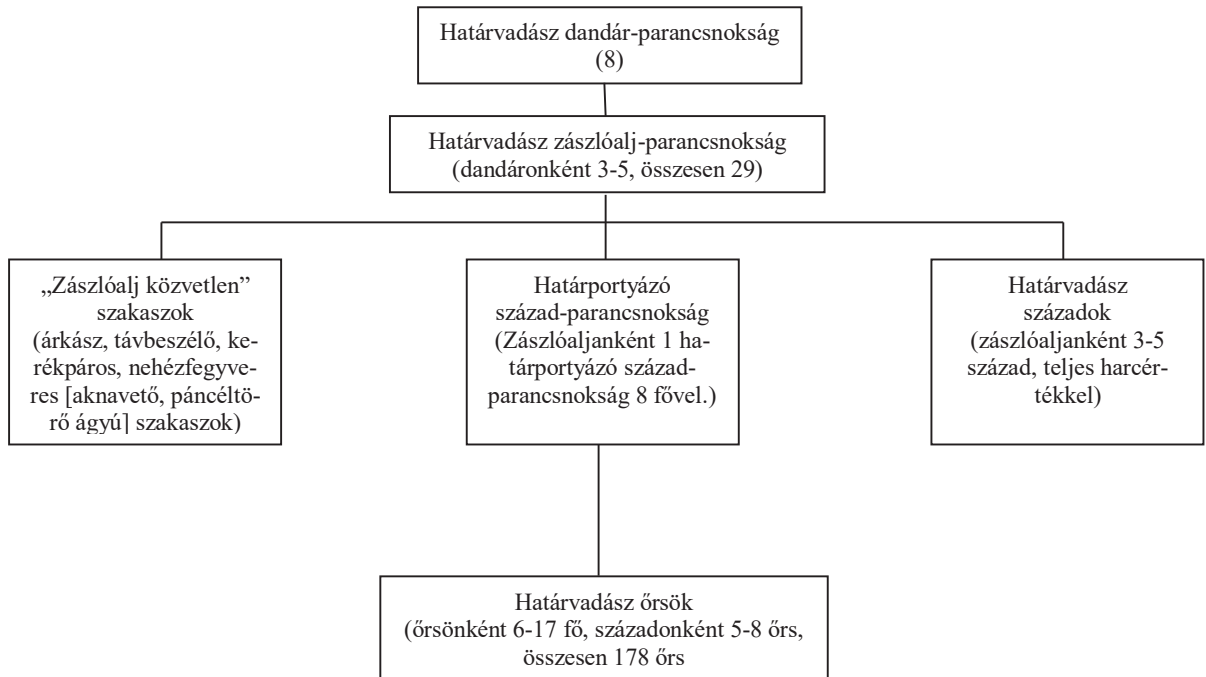 Határvadász dandár-parancsnokság
(8)
Határvadász zászlóalj-parancsnokság
(dandáronként 3-5, összesen 29)
„Zászlóalj közvetlen”
szakaszok
(árkász, távbeszélő, ke-
rékpáros, nehézfegyve-
res [aknavető, páncéltö-
rő ágyú] szakaszok)
Határportyázó
század-parancsnokság
(Zászlóaljanként 1 ha-
tárportyázó század-
parancsnokság 8 fővel.)
Határvadász
századok
(zászlóaljanként 3-5
század, teljes harcér-
tékkel)
Határvadász őrsök
(őrsönként 6-17 fő, századonként 5-8 őrs,
összesen 178 őrs